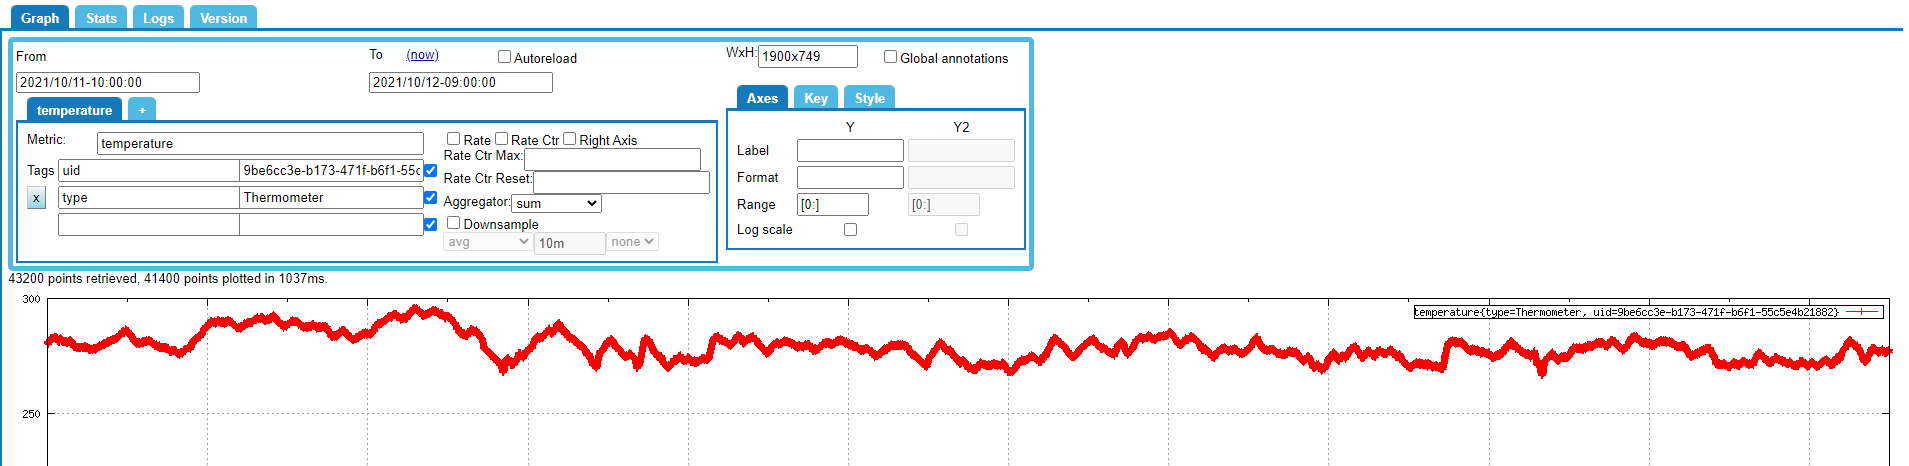 Graph Stats Logs Version
From To (now) Autoreload WxH: 1900x749 Global annotations
2021/10/11-10:00:00 2021/10/12-09:00:00
temperature +
Metric: temperature
Tags uid 9be6cc3e-b173-471f-b6f1-55c
x type Thermometer
Rate Rate Ctr Right Axis
Rate Ctr Max:
Rate Ctr Reset:
Aggregator: sum
Downsample
avg 10m none
Axes Key Style
Y Y2
Label
Format
Range [0:] [0:]
Log scale
43200 points retrieved, 41400 points plotted in 1037ms.
300
temperature{type=Thermometer, uid=9be6cc3e-b173-471f-b6f1-55c5e4b21882}
250